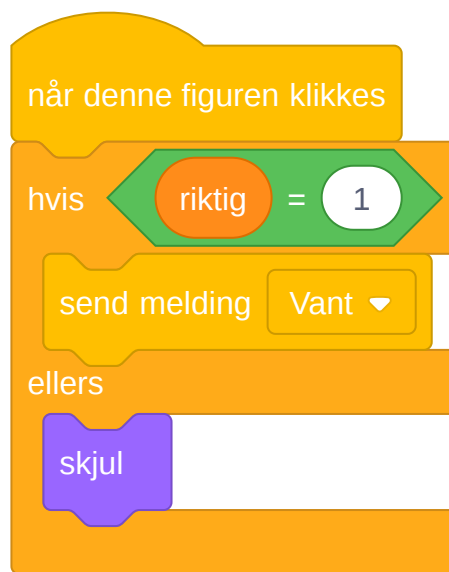 når denne figuren klikkes
hvis riktig = 1
send melding Vant
ellers
skjul